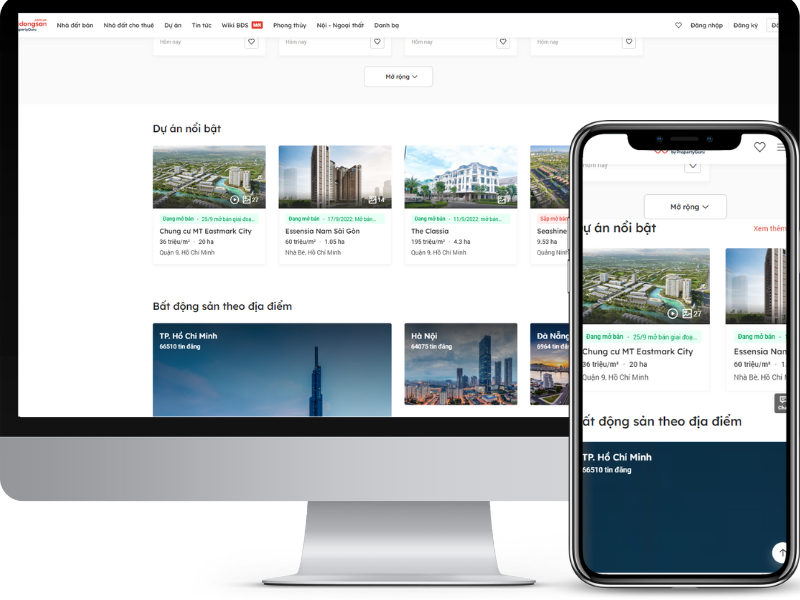 Nhà đất bán Nhà đất cho thuê Dự án Tin tức Wiki BĐS Phong thủy Nội - Ngoại thất Danh bạ Đăng nhập Đăng ký
Hôm nay Hôm nay Hôm nay Hôm nay
Mở rộng
Dự án nổi bật
27 14
Đang mở bán · 25/9 mở bán giai đoạ...
Chung cư MT Eastmark City
36 triệu/m² · 20 ha
Quận 9, Hồ Chí Minh
Đang mở bán · 17/9/2022: Mở bán...
Essensia Nam Sài Gòn
60 triệu/m² · 1.05 ha
Nhà Bè, Hồ Chí Minh
Đang mở bán · 11/9/2022: mở bán...
The Classia
195 triệu/m² · 4.3 ha
Quận 9, Hồ Chí Minh
Sắp mở bán
Seashine
9.53 ha
Quảng Ninh
Bất động sản theo địa điểm
TP. Hồ Chí Minh
66510 tin đăng
Hà Nội
64073 tin đăng
Đà Nẵng
6964 tin đăng
by PropertyGuru
Mở rộng
ự án nổi bật
Xem thêm
27
Đang mở bán · 25/9 mở bán giai đoạ...
Chung cư MT Eastmark City
36 triệu/m² · 20 ha
Quận 9, Hồ Chí Minh
Đang mở bán
Essensia Nam
60 triệu/m² · 1.
Nhà Bè, Hồ Chí
ất động sản theo địa điểm
TP. Hồ Chí Minh
66510 tin đăng